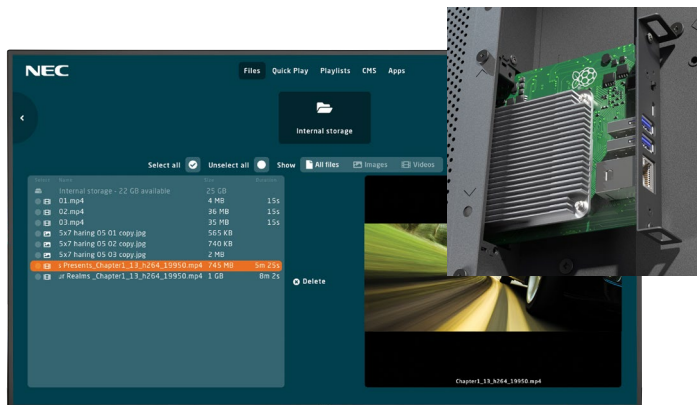 NEC
Files Quick Play Playlists CMS Apps
Internal storage
Select all Unselect all Show All files Images Videos
Select Name Size Duration
Internal storage - 22 GB available 25 GB
01.mp4 4 MB 15s
02.mp4 36 MB 15s
03.mp4 35 MB 15s
5x7 haring 05 01 copy.jpg 565 KB
5x7 haring 05 02 copy.jpg 740 KB
5x7 haring 05 03 copy.jpg 2 MB
s Presents_Chapter1_13_h264_19950.mp4 745 MB 5m 25s
Realms _Chapter1_13_h264_19950.mp4 1 GB 8m 2s
Delete
Chapter1_13_h264_19950.mp4